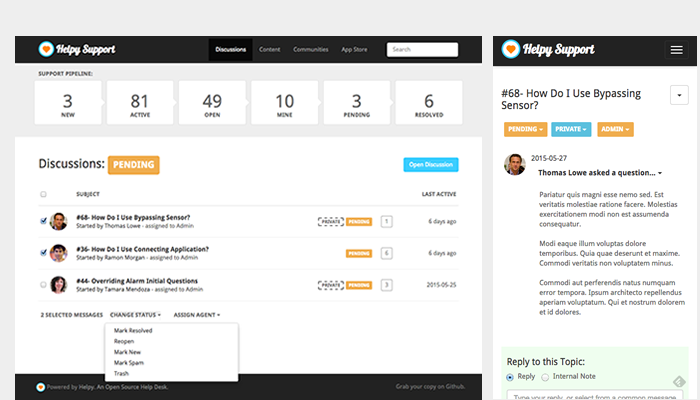 Helpy Support
Discussions Content Communities App Store Search
SUPPORT PIPELINE:
3 81 49 10 3 6
NEW ACTIVE OPEN MINE PENDING RESOLVED
Discussions: PENDING
Open Discussion
SUBJECT LAST ACTIVE
#68- How Do I Use Bypassing Sensor?
Started by Thomas Lowe - assigned to Admin
PRIVATE PENDING 1 6 days ago
#36- How Do I Use Connecting Application?
Started by Ramon Morgan - assigned to Admin
PENDING 6 6 days ago
#44- Overriding Alarm Initial Questions
Started by Tamara Mendoza - assigned to Admin
PRIVATE PENDING 3 2015-05-25
2 SELECTED MESSAGES CHANGE STATUS ASSIGN AGENT
Mark Resolved
Reopen
Mark New
Mark Spam
Trash
Powered by Helpy. An Open Source Help Desk. Grab your copy on Github.
Helpy Support
#68- How Do I Use Bypassing
Sensor?
PENDING PRIVATE ADMIN
2015-05-27
Thomas Lowe asked a question...
Pariatur quis magni esse nemo sed. Est
veritatis molestiae ratione facere. Molestias
exercitationem modi non est assumenda
consequatur.
Modi eaque illum voluptas dolore
temporibus. Quia quae deserunt et maxime.
Commodi veritatis non voluptatem minus.
Commodi aut perferendis natus numquam
error tempora. Ipsum architecto repellendus
aperiam voluptatum. Qui et nostrum dolorem
et id dolores.
Reply to this Topic:
Reply Internal Note
Type your reply, or select from a common message